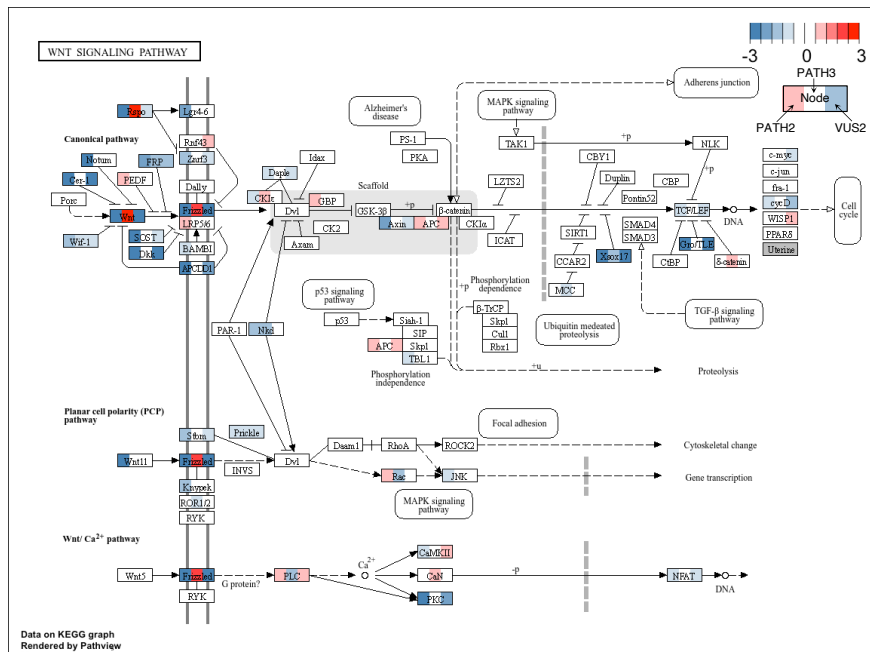 WNT SIGNALING PATHWAY
-3 0 3
PATH3
Node
PATH2 VUS2
Adherens junction
Alzheimer's
disease
MAPK signaling
pathway
Rspo Lgr4-6
+p
Rnf43
PS-1
TAK1 NLK
Canonical pathway
Znrf3
PKA
CBY1
Notum
FRP
Idax
Daple
c-myc
Cer-1 PEDF
Dally
CKIε
Scaffold
LZTS2
Duplin
CBP
+p
c-jun
Porc
GBP
Pontin52
fra-1
Wnt Frizzled
Dvl GSK-3β +p β-catenin
TCF/LEF
DNA
cycD
Cell
cycle
LRP5/6
Axin APC CKIα
SMAD4
WISP1
SOST
CK2
SIRT1
SMAD3
PPARδ
Wif-1
BAMBI
Axam
ICAT
Gro/TLE
Uterine
Dkk
CCAR2
Xsox17
CtBP
δ-catenin
APCDD1
MCC
p53 signaling
pathway
+p
Phosphorylation
dependence
β-TrCP
TGF-β signaling
pathway
p53 Siah-1
Skp1
PAR-1 Nkd
SIP
Cul1
Ubiquitin medeated
proteolysis
APC Skp1
Rbx1
TBL1
+u
Proteolysis
Phosphorylation
independence
Planar cell polarity (PCP)
pathway
Focal adhesion
Stbm Prickle
Daam1 RhoA ROCK2
Cytoskeletal change
Wnt11 Frizzled
Dvl
INVS
Rac JNK
Gene transcription
Knypek
MAPK signaling
pathway
ROR1/2
RYK
Wnt/ Ca2+ pathway
CaMKII
Ca2+
Wnt5 Frizzled
G protein?
PLC
CaN
-p
NFAT
DNA
RYK
PKC
Data on KEGG graph
Rendered by Pathview